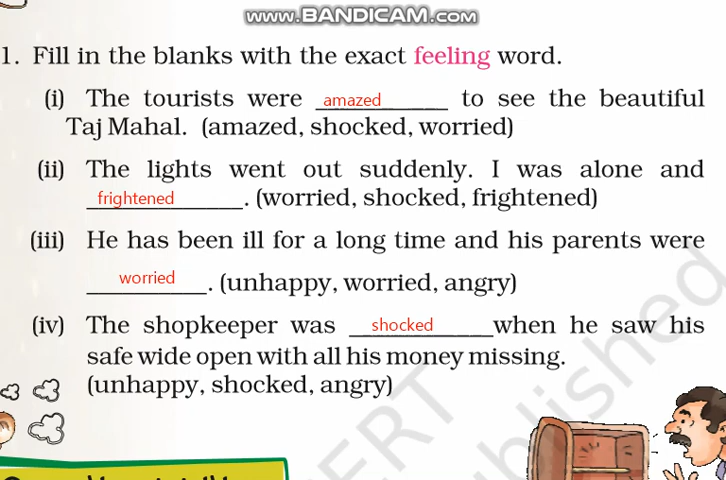 www.BANDICAM.com
1. Fill in the blanks with the exact feeling word.
(i) The tourists were amazed to see the beautiful
Taj Mahal. (amazed, shocked, worried)
(ii) The lights went out suddenly. I was alone and
frightened. (worried, shocked, frightened)
(iii) He has been ill for a long time and his parents were
worried. (unhappy, worried, angry)
(iv) The shopkeeper was shocked when he saw his
safe wide open with all his money missing.
(unhappy, shocked, angry)